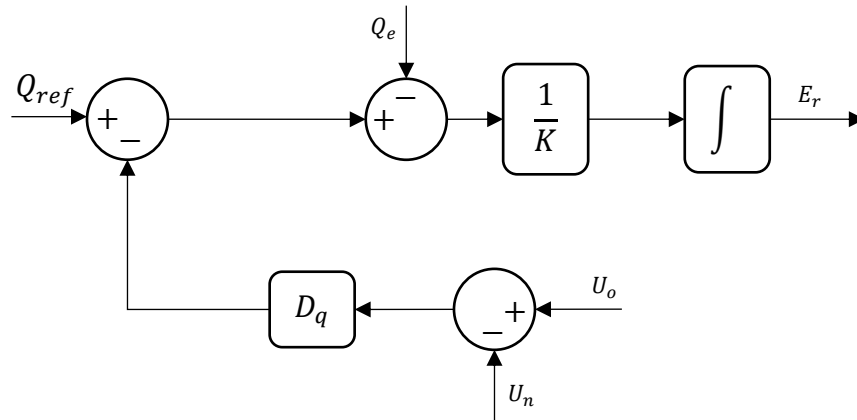 Q_e
Q_ref
+
−
+
−
1/K
∫
E_r
D_q
−
+
U_o
U_n